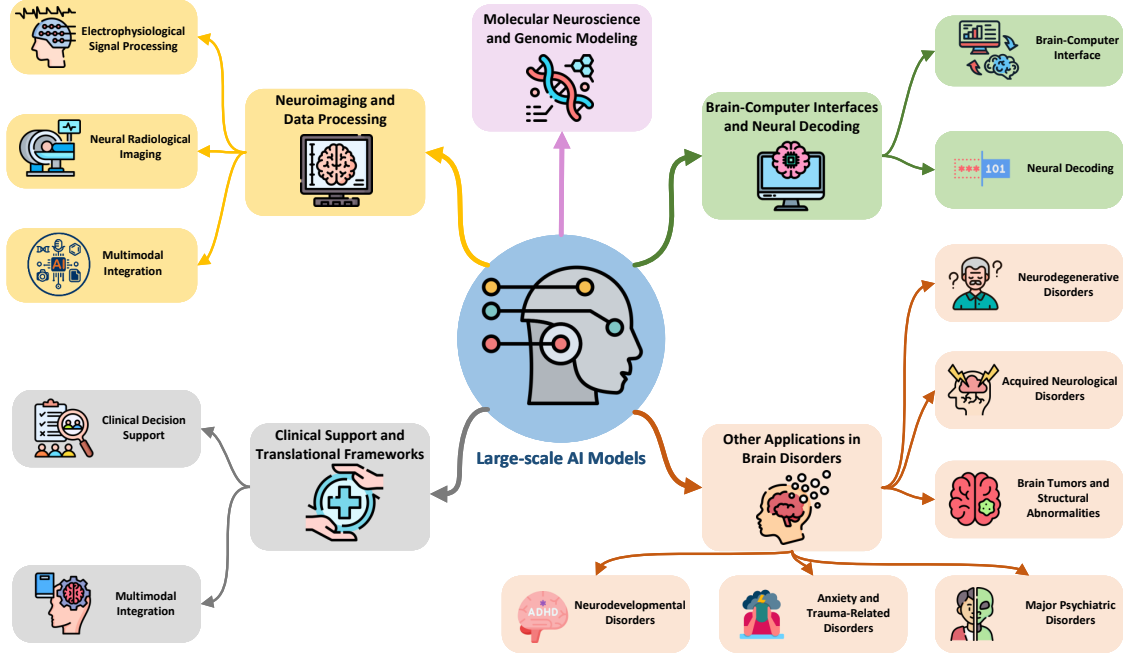 Electrophysiological
Signal Processing
Neural Radiological
Imaging
AI
Multimodal
Integration
Neuroimaging and
Data Processing
Molecular Neuroscience
and Genomic Modeling
Brain-Computer Interfaces
and Neural Decoding
Brain-Computer
Interface
*** 101
Neural Decoding
Large-scale AI Models
Clinical Support and
Translational Frameworks
Clinical Decision
Support
Multimodal
Integration
Other Applications in
Brain Disorders
? ?
Neurodegenerative
Disorders
Acquired Neurological
Disorders
Brain Tumors and
Structural
Abnormalities
ADHD
Neurodevelopmental
Disorders
Anxiety and
Trauma-Related
Disorders
Major Psychiatric
Disorders